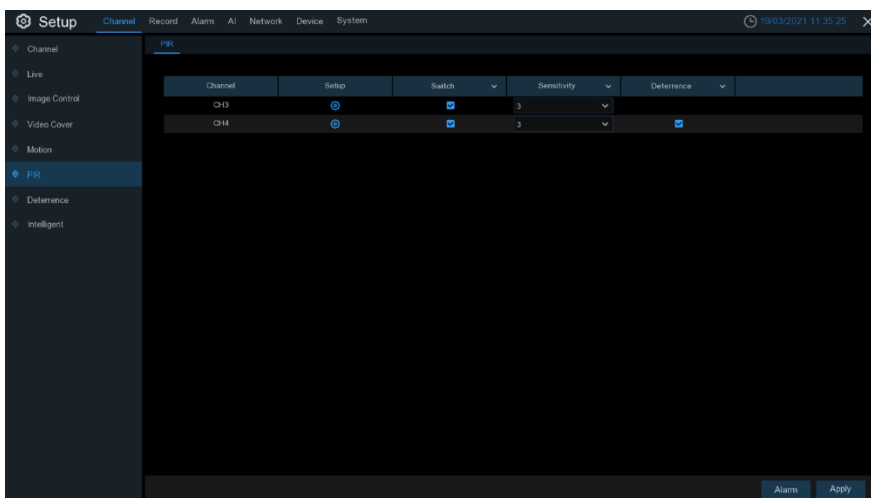 Setup Channel Record Alarm AI Network Device System 19/03/2021 11:35:25
Channel
Live
Image Control
Video Cover
Motion
PIR
Deterrence
Intelligent
PIR
Channel Setup Switch Sensitivity Deterrence
CH3 3
CH4 3
Alarm Apply